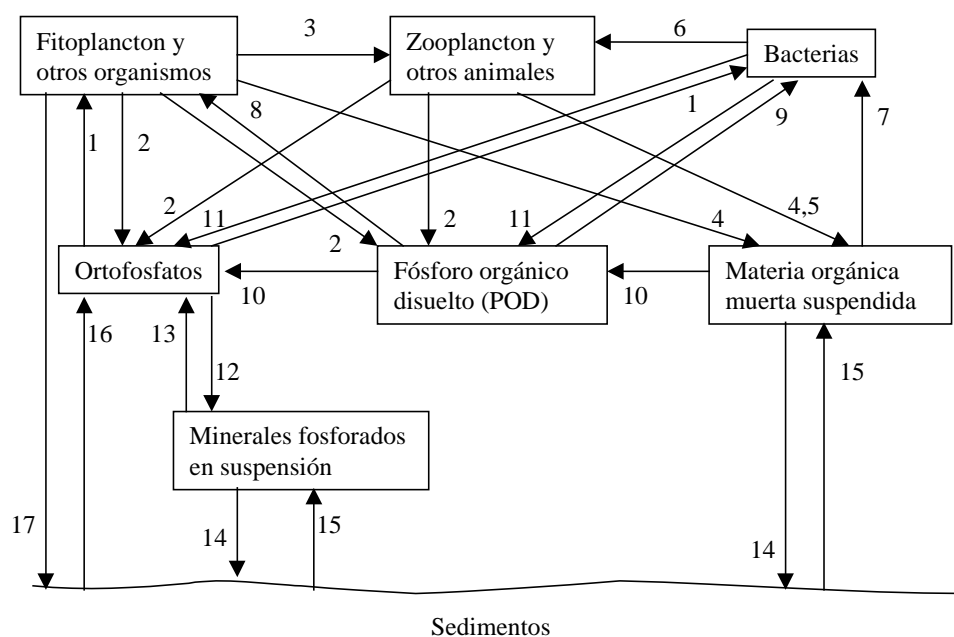 Fitoplancton y
otros organismos
3
Zooplancton y
otros animales
6
Bacterias
1
2
8
1
9
7
2
11
2
2
11
4
4,5
Ortofosfatos
10
Fósforo orgánico
disuelto (POD)
10
Materia orgánica
muerta suspendida
16
13
12
15
Minerales fosforados
en suspensión
17
14
15
14
Sedimentos